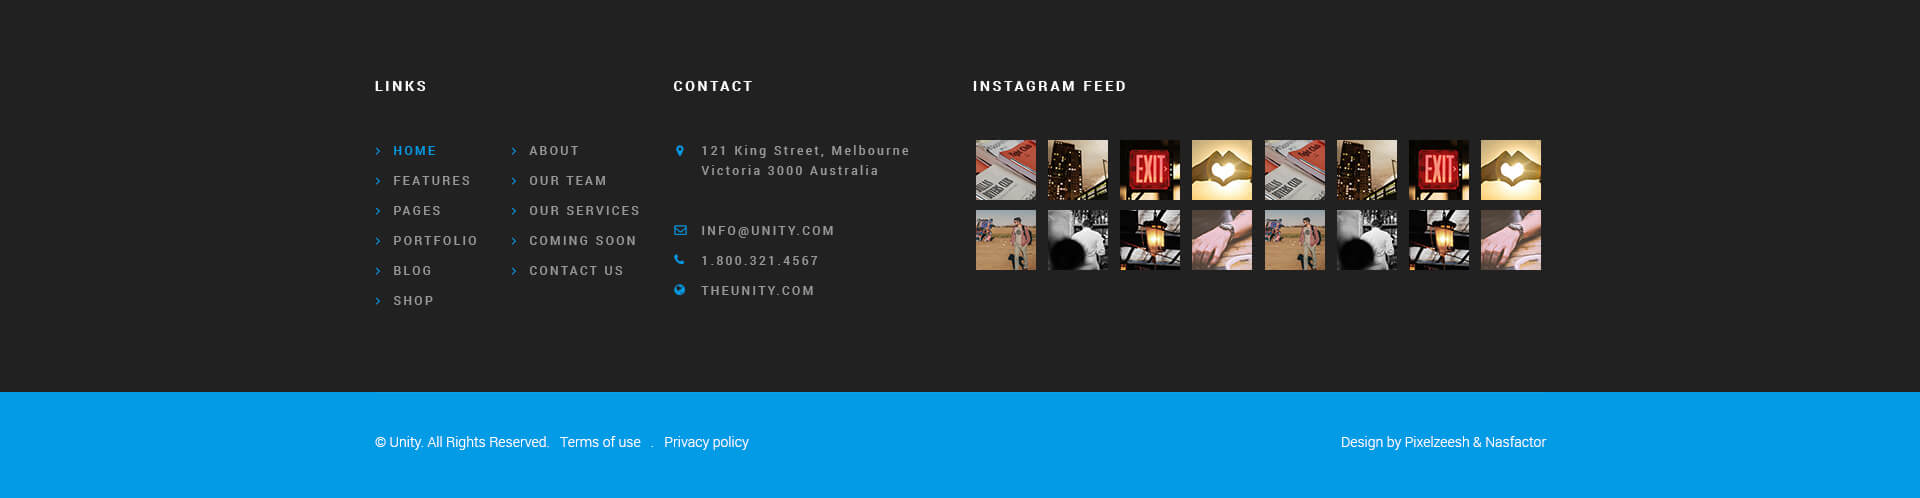 LINKS
HOME
FEATURES
PAGES
PORTFOLIO
BLOG
SHOP
ABOUT
OUR TEAM
OUR SERVICES
COMING SOON
CONTACT US
CONTACT
121 King Street, Melbourne
Victoria 3000 Australia
INFO@UNITY.COM
1.800.321.4567
THEUNITY.COM
INSTAGRAM FEED
EXIT
EXIT
© Unity. All Rights Reserved. Terms of use . Privacy policy
Design by Pixelzeesh & Nasfactor